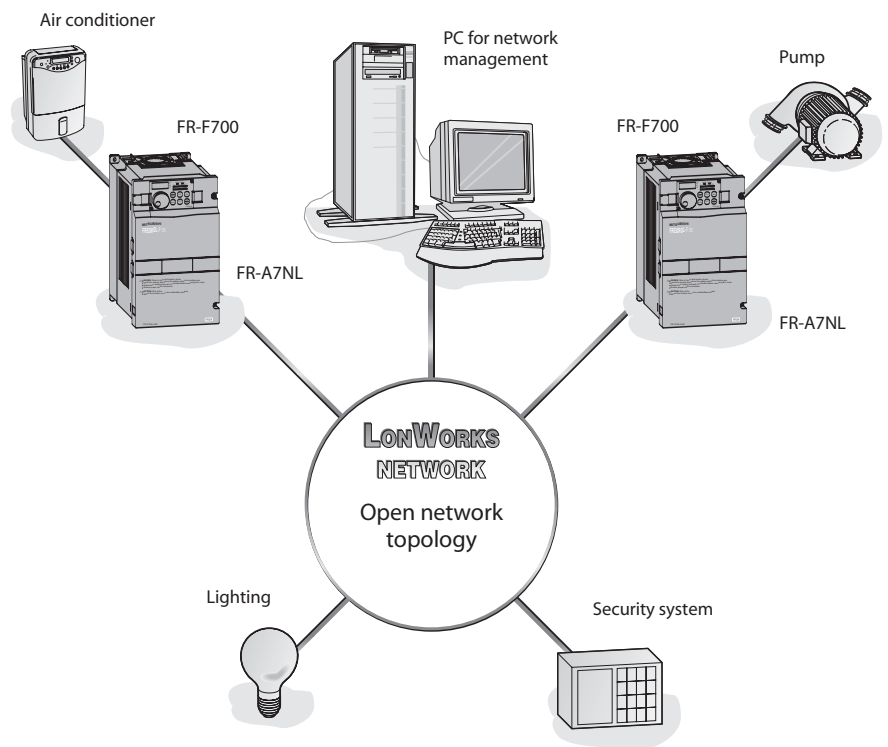 Air conditioner
PC for network
management
Pump
FR-F700
FR-F700
FR-A7NL
FR-A7NL
LONWORKS
NETWORK
Open network
topology
Lighting
Security system